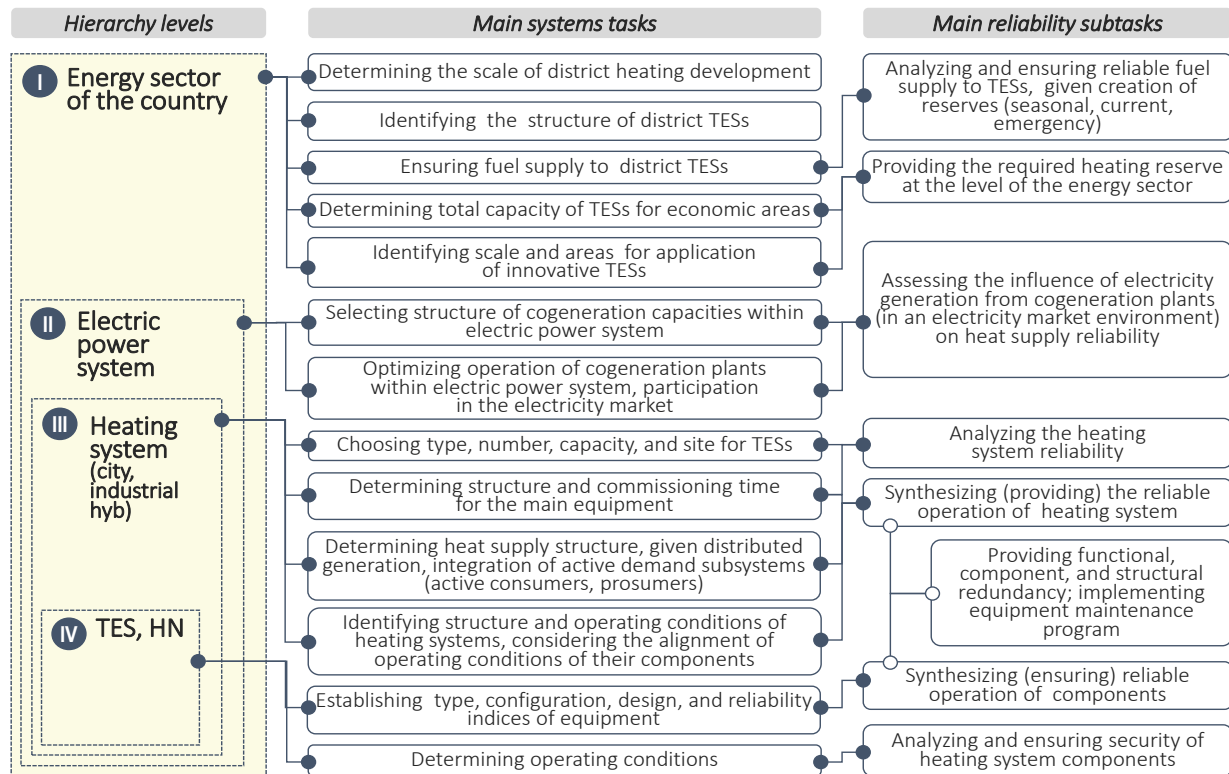 Hierarchy levels
Main systems tasks
Main reliability subtasks
I
Energy sector
of the country
II
Electric
power
system
III
Heating
system
(city,
industrial
hyb)
IV
TES, HN
Determining the scale of district heating development
Identifying the structure of district TESs
Ensuring fuel supply to district TESs
Determining total capacity of TESs for economic areas
Identifying scale and areas for application
of innovative TESs
Selecting structure of cogeneration capacities within
electric power system
Optimizing operation of cogeneration plants
within electric power system, participation
in the electricity market
Choosing type, number, capacity, and site for TESs
Determining structure and commissioning time
for the main equipment
Determining heat supply structure, given distributed
generation, integration of active demand subsystems
(active consumers, prosumers)
Identifying structure and operating conditions of
heating systems, considering the alignment of
operating conditions of their components
Establishing type, configuration, design, and reliability
indices of equipment
Determining operating conditions
Analyzing and ensuring reliable fuel
supply to TESs, given creation of
reserves (seasonal, current,
emergency)
Providing the required heating reserve
at the level of the energy sector
Assessing the influence of electricity
generation from cogeneration plants
(in an electricity market environment)
on heat supply reliability
Analyzing the heating
system reliability
Synthesizing (providing) the reliable
operation of heating system
Providing functional,
component, and structural
redundancy; implementing
equipment maintenance
program
Synthesizing (ensuring) reliable
operation of components
Analyzing and ensuring security of
heating system components